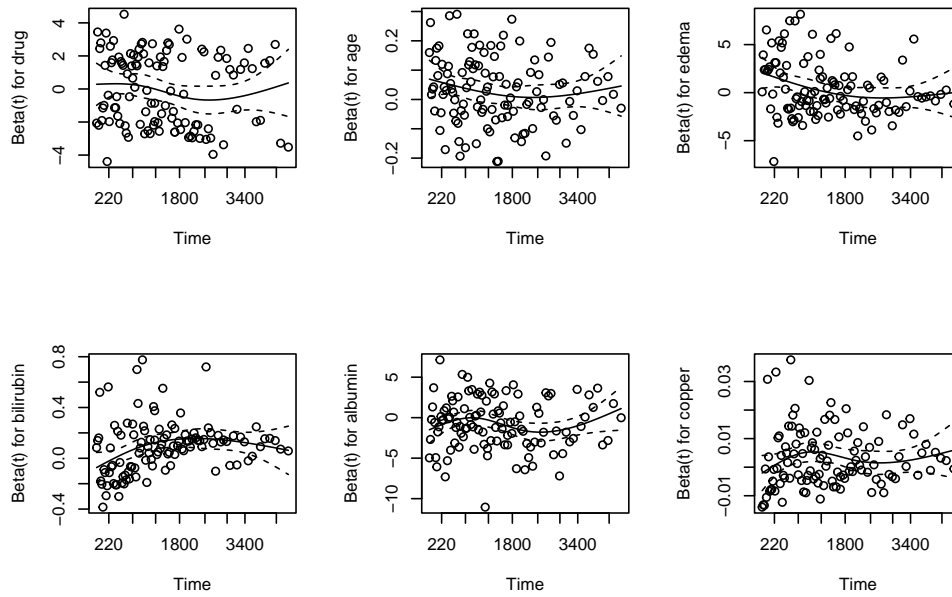 Beta(t) for drug
4
2
0
−4
220 1800 3400
Time
Beta(t) for age
0.2
0.0
−0.2
220 1800 3400
Time
Beta(t) for edema
5
0
−5
220 1800 3400
Time
Beta(t) for bilirubin
0.8
0.4
0.0
−0.4
220 1800 3400
Time
Beta(t) for albumin
5
0
−5
−10
220 1800 3400
Time
Beta(t) for copper
0.03
0.01
−0.01
220 1800 3400
Time